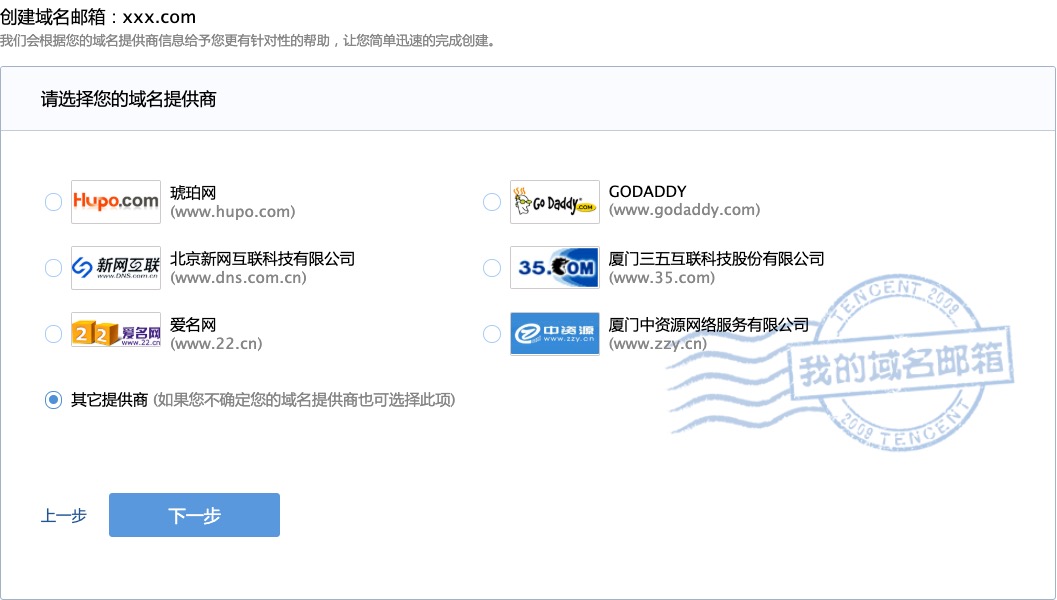 创建域名邮箱：xxx.com
我们会根据您的域名提供商信息给予您更有针对性的帮助，让您简单迅速的完成创建。
请选择您的域名提供商
Hupo.com
琥珀网
(www.hupo.com)
Go Daddy.COM
GODADDY
(www.godaddy.com)
新网互联
www.DNS.com.cn
北京新网互联科技有限公司
(www.dns.com.cn)
35.COM
厦门三五互联科技股份有限公司
(www.35.com)
22 爱名网
www.22.cn
爱名网
(www.22.cn)
中资源
www.zzy.cn
厦门中资源网络服务有限公司
(www.zzy.cn)
TENCENT 2009
我的域名邮箱
2009 TENCENT
其它提供商 (如果您不确定您的域名提供商也可选择此项)
上一步
下一步